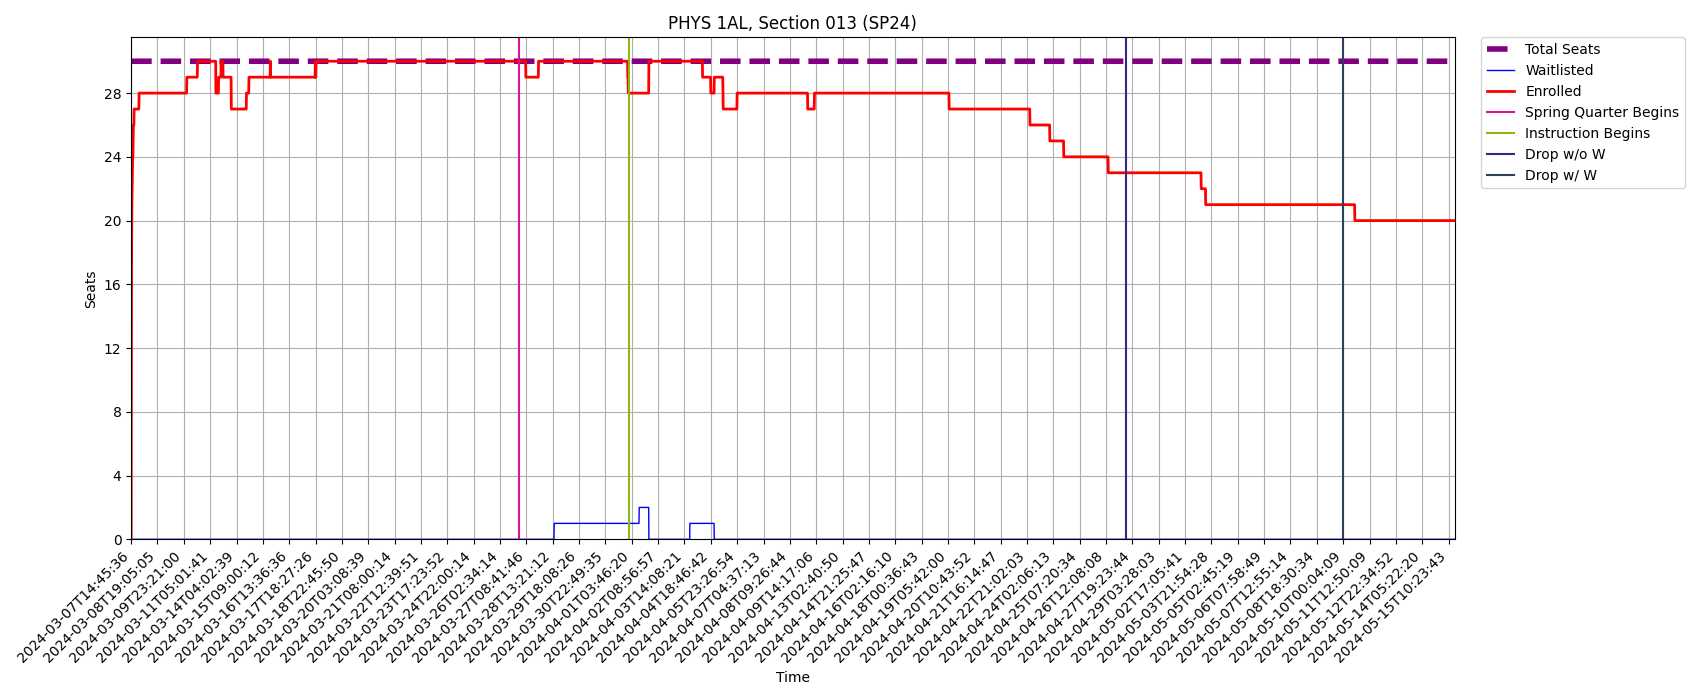 PHYS 1AL, Section 013 (SP24)
Total Seats
Waitlisted
Enrolled
Spring Quarter Begins
Instruction Begins
Drop w/o W
Drop w/ W
Seats
28
24
20
16
12
8
4
0
2024-03-07T14:45:36
2024-03-08T19:05:05
2024-03-09T23:21:00
2024-03-11T05:01:41
2024-03-14T04:02:39
2024-03-15T09:00:12
2024-03-16T13:36:36
2024-03-17T18:27:26
2024-03-18T22:45:50
2024-03-20T03:08:39
2024-03-21T08:00:14
2024-03-22T12:39:51
2024-03-23T17:23:52
2024-03-24T22:00:14
2024-03-26T02:34:14
2024-03-27T08:41:46
2024-03-28T13:21:12
2024-03-29T18:08:26
2024-03-30T22:49:35
2024-04-01T03:46:20
2024-04-02T08:56:57
2024-04-03T14:08:21
2024-04-04T18:46:42
2024-04-05T23:26:54
2024-04-07T04:37:13
2024-04-08T09:26:44
2024-04-09T14:17:06
2024-04-13T02:40:50
2024-04-14T21:25:47
2024-04-16T02:16:10
2024-04-18T00:36:43
2024-04-19T05:42:00
2024-04-20T10:43:52
2024-04-21T16:14:47
2024-04-22T21:02:03
2024-04-24T02:06:13
2024-04-25T07:20:34
2024-04-26T12:08:08
2024-04-27T19:23:44
2024-04-29T03:28:03
2024-05-02T17:05:41
2024-05-03T21:54:28
2024-05-05T02:45:19
2024-05-06T07:58:49
2024-05-07T12:55:14
2024-05-08T18:30:34
2024-05-10T00:04:09
2024-05-11T12:50:09
2024-05-12T22:34:52
2024-05-14T05:22:20
2024-05-15T10:23:43
Time